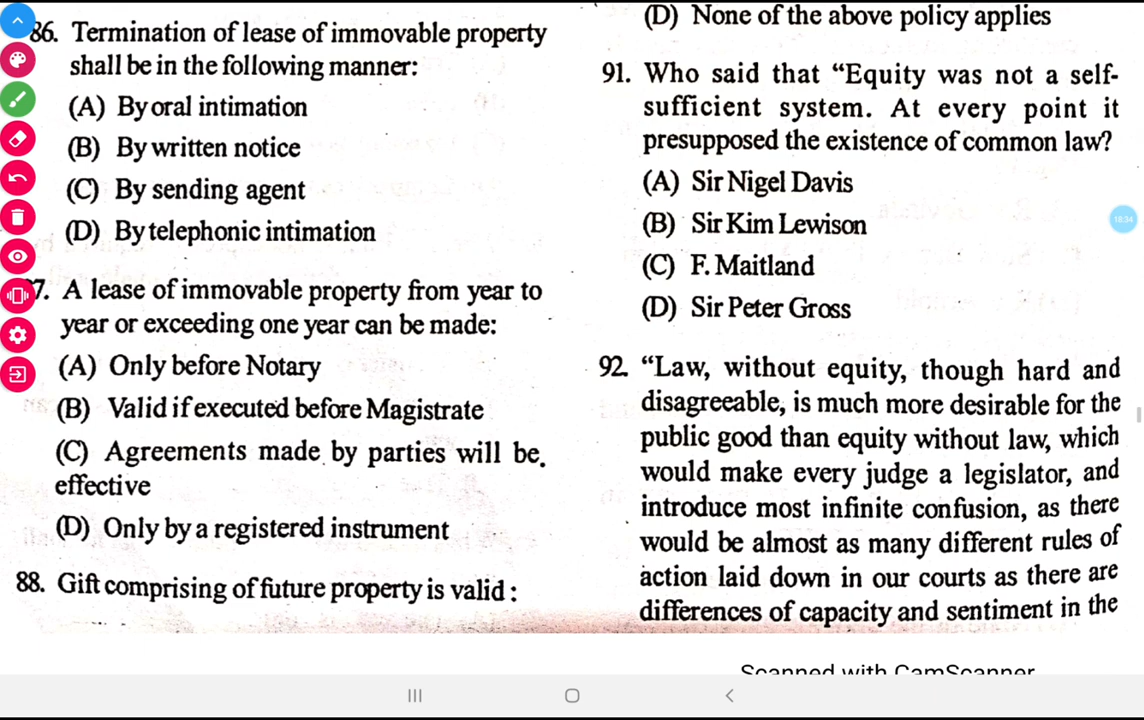 86. Termination of lease of immovable property
shall be in the following manner:
(A) By oral intimation
(B) By written notice
(C) By sending agent
(D) By telephonic intimation
7. A lease of immovable property from year to
year or exceeding one year can be made:
(A) Only before Notary
(B) Valid if executed before Magistrate
(C) Agreements made by parties will be.
effective
(D) Only by a registered instrument
88. Gift comprising of future property is valid :
(D) None of the above policy applies
91. Who said that “Equity was not a self-
sufficient system. At every point it
presupposed the existence of common law?
(A) Sir Nigel Davis
(B) Sir Kim Lewison
(C) F. Maitland
(D) Sir Peter Gross
92. “Law, without equity, though hard and
disagreeable, is much more desirable for the
public good than equity without law, which
would make every judge a legislator, and
introduce most infinite confusion, as there
would be almost as many different rules of
action laid down in our courts as there are
differences of capacity and sentiment in the
18:34
Scanned with CamScanner